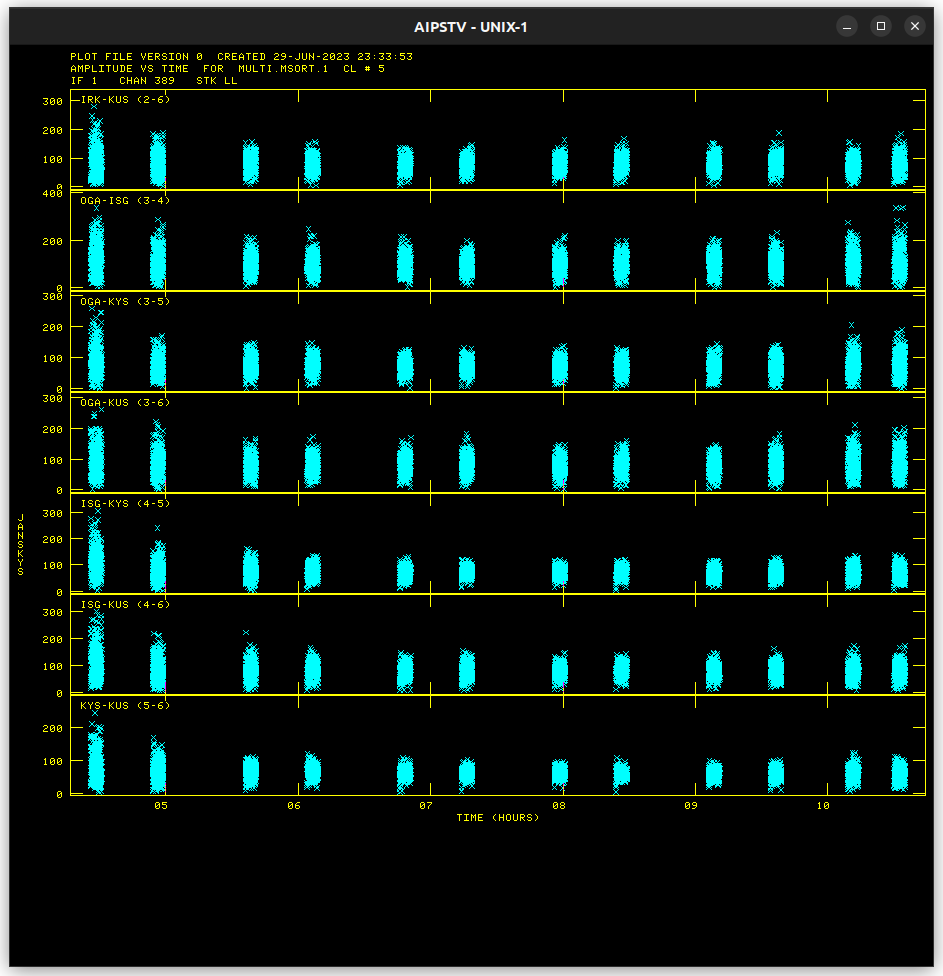 AIPSTV - UNIX-1
PLOT FILE VERSION 0 CREATED 29-JUN-2023 23:33:53
AMPLITUDE VS TIME FOR MULTI.MSORT.1 CL # 5
IF 1 CHAN 389 STK LL
IRK-KUS (2-6)
300
200
100
0
400
OGA-ISG (3-4)
200
0
300
OGA-KYS (3-5)
200
100
0
300
OGA-KUS (3-6)
200
100
0
ISG-KYS (4-5)
300
200
100
0
JANSKYS
ISG-KUS (4-6)
300
200
100
0
KYS-KUS (5-6)
200
100
0
05 06 07 08 09 10
TIME (HOURS)